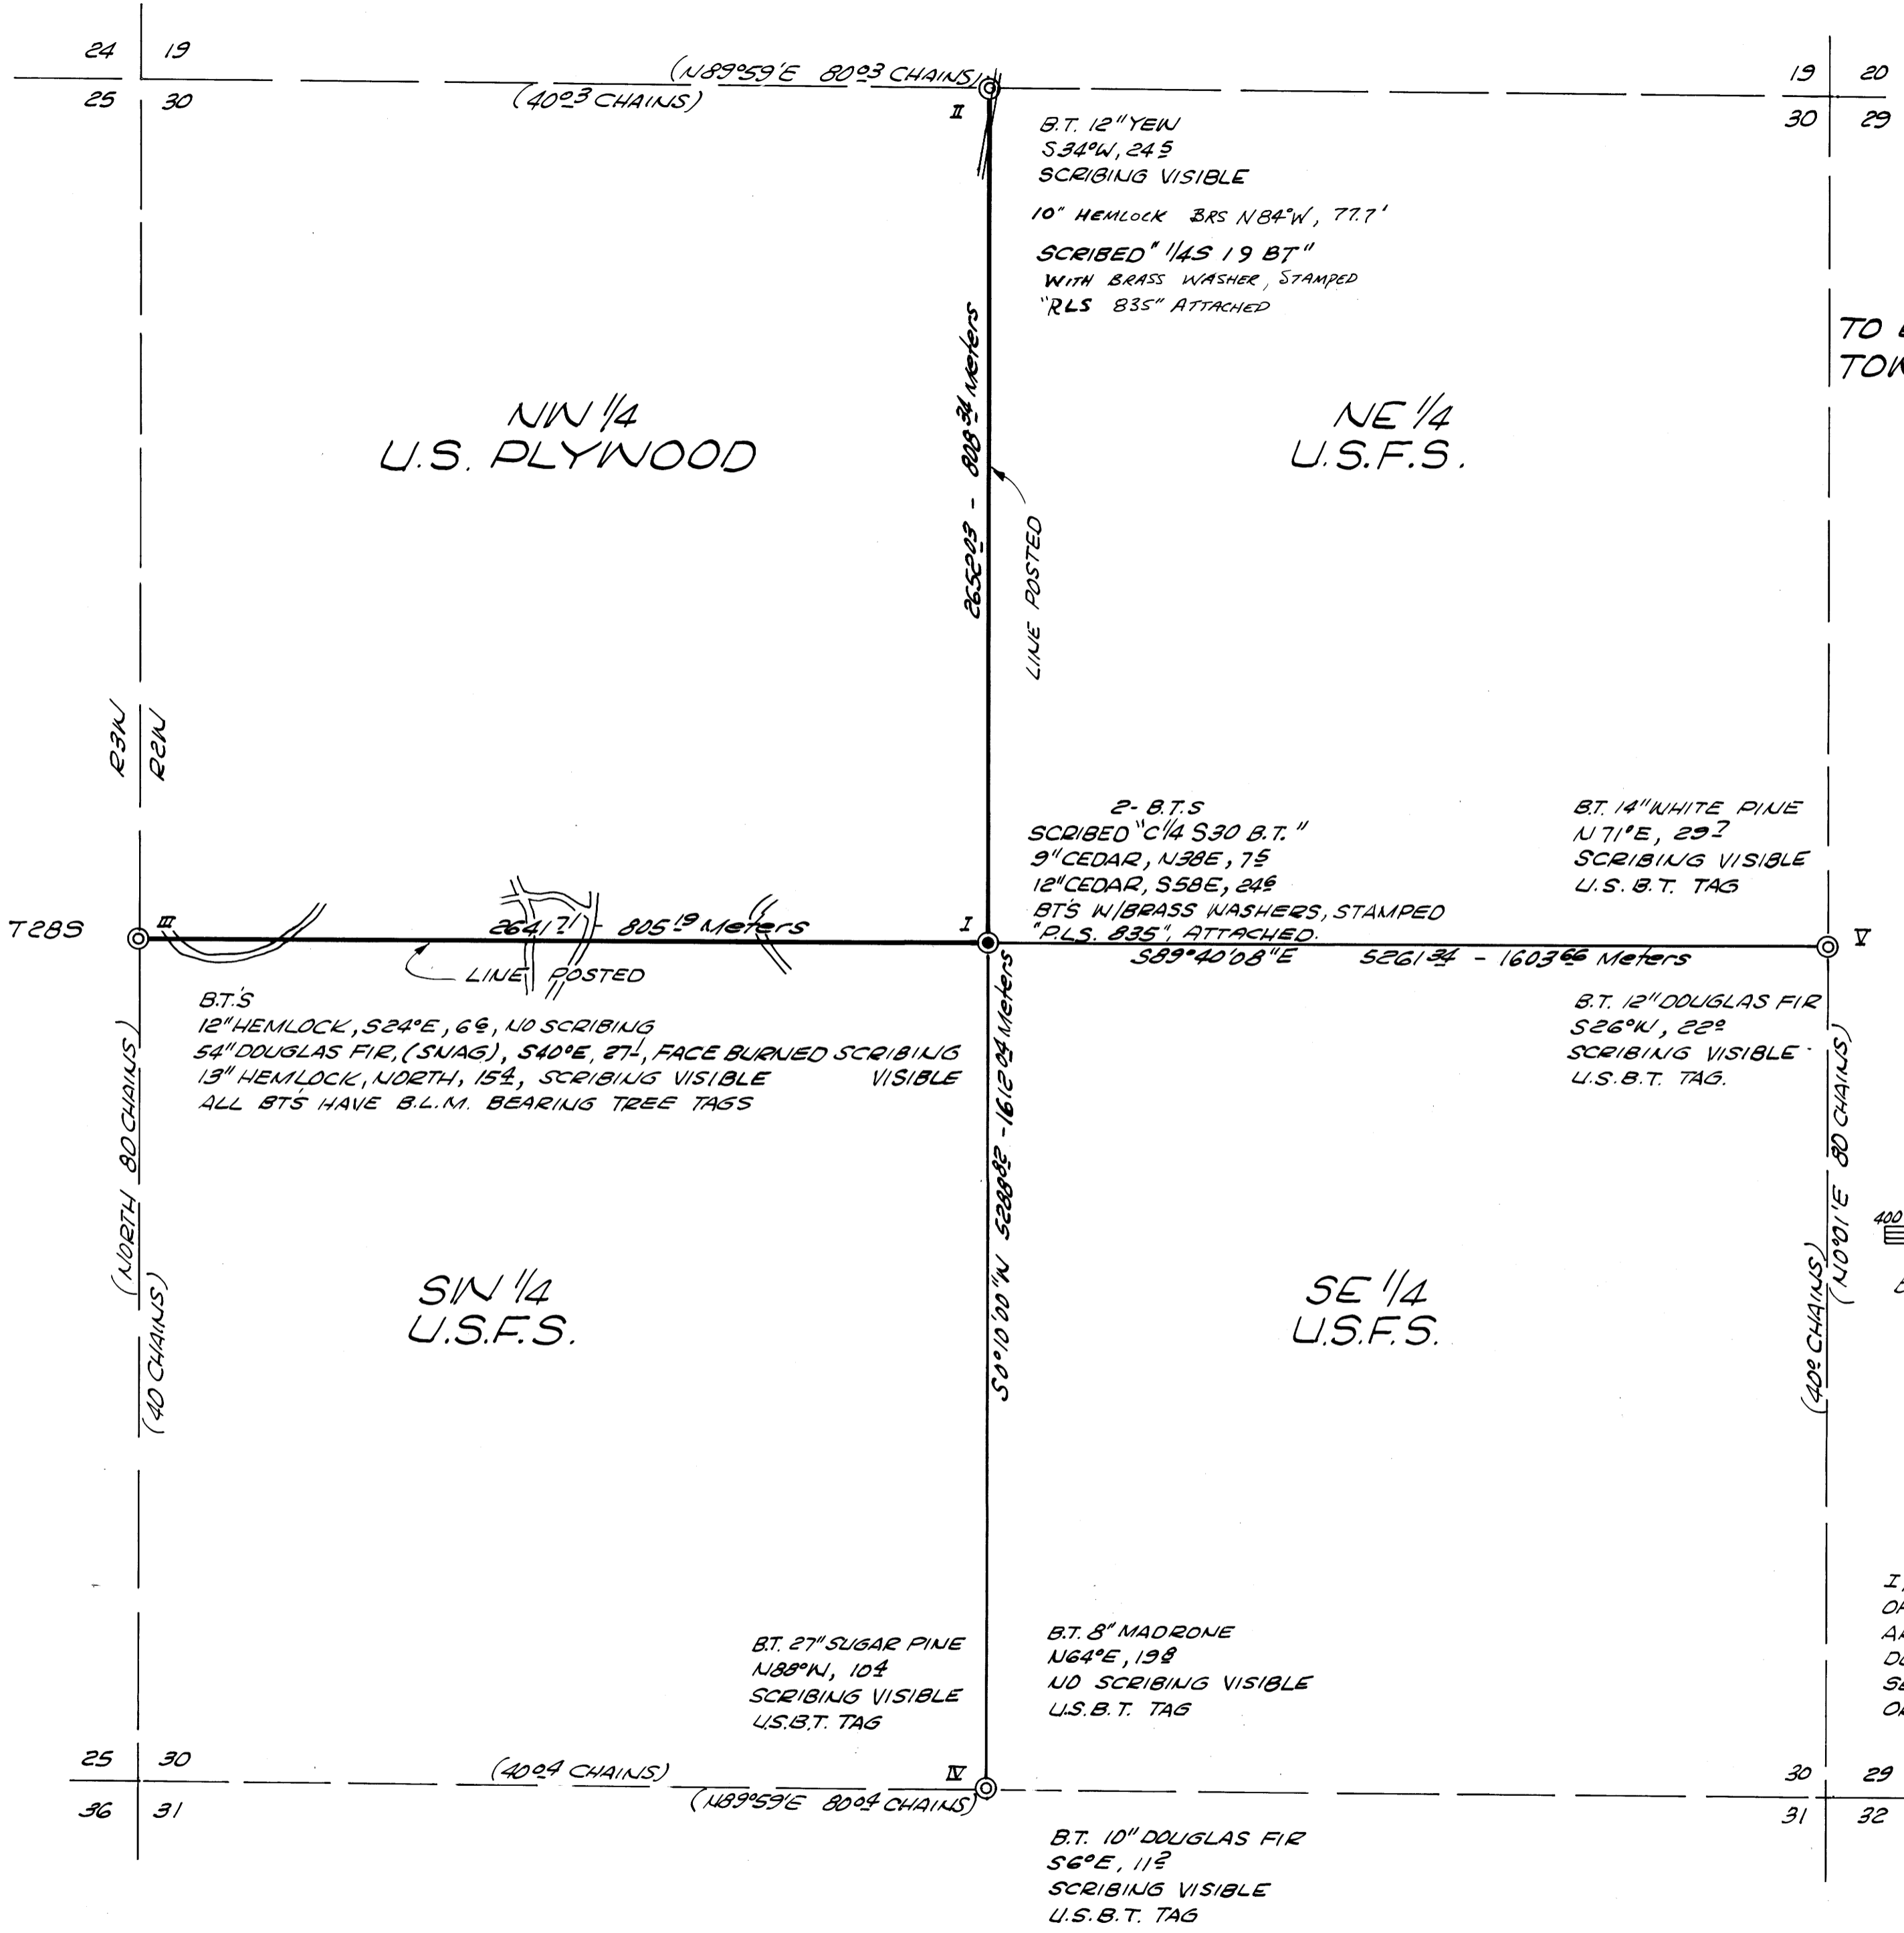 24 19
25 30
(N89°59'E 80.03 CHAINS)
(40.03 CHAINS)
19 20
30 29
II
B.T. 12" YEW
S34°W, 24.5
SCRIBING VISIBLE
10" HEMLOCK BRS N84°W, 77.7'
SCRIBED "1/4S 19 BT"
WITH BRASS WASHER, STAMPED
"RLS 835" ATTACHED
TO
TOW
NW 1/4
U.S. PLYWOOD
NE 1/4
U.S.F.S.
2652.03 - 808.34 Meters
LINE POSTED
R3W
R2W
2- B.T.S
SCRIBED "C1/4 S30 B.T."
9" CEDAR, N38E, 7.5
12" CEDAR, S58E, 24.6
BT'S W/BRASS WASHERS, STAMPED
"R.L.S. 835", ATTACHED.
B.T. 14" WHITE PINE
N71°E, 29.7
SCRIBING VISIBLE
U.S. B.T. TAG
T28S
III
2641.71 - 805.19 Meters
I
V
S89°40'08"E 5261.34 - 1603.66 Meters
LINE POSTED
B.T.'S
12" HEMLOCK, S24°E, 6.6, NO SCRIBING
54" DOUGLAS FIR, (SNAG), S40°E, 27.1, FACE BURNED SCRIBING
VISIBLE
13" HEMLOCK, NORTH, 15.4, SCRIBING VISIBLE
ALL BT'S HAVE B.L.M. BEARING TREE TAGS
B.T. 12" DOUGLAS FIR
S26°W, 22.0
SCRIBING VISIBLE
U.S.B.T. TAG.
(NORTH 80 CHAINS)
(40 CHAINS)
S0°10'00"W 5288.82 - 1612.04 Meters
(N0°01'E 80 CHAINS)
(40.0 CHAINS)
400
SW 1/4
U.S.F.S.
SE 1/4
U.S.F.S.
I,
B.T. 27" SUGAR PINE
N88°W, 10.4
SCRIBING VISIBLE
U.S.B.T. TAG
B.T. 8" MADRONE
N64°E, 19.8
NO SCRIBING VISIBLE
U.S.B.T. TAG
25 30
36 31
(40.04 CHAINS)
(N89°59'E 80.04 CHAINS)
IV
30 29
31 32
B.T. 10" DOUGLAS FIR
S6°E, 11.2
SCRIBING VISIBLE
U.S.B.T. TAG